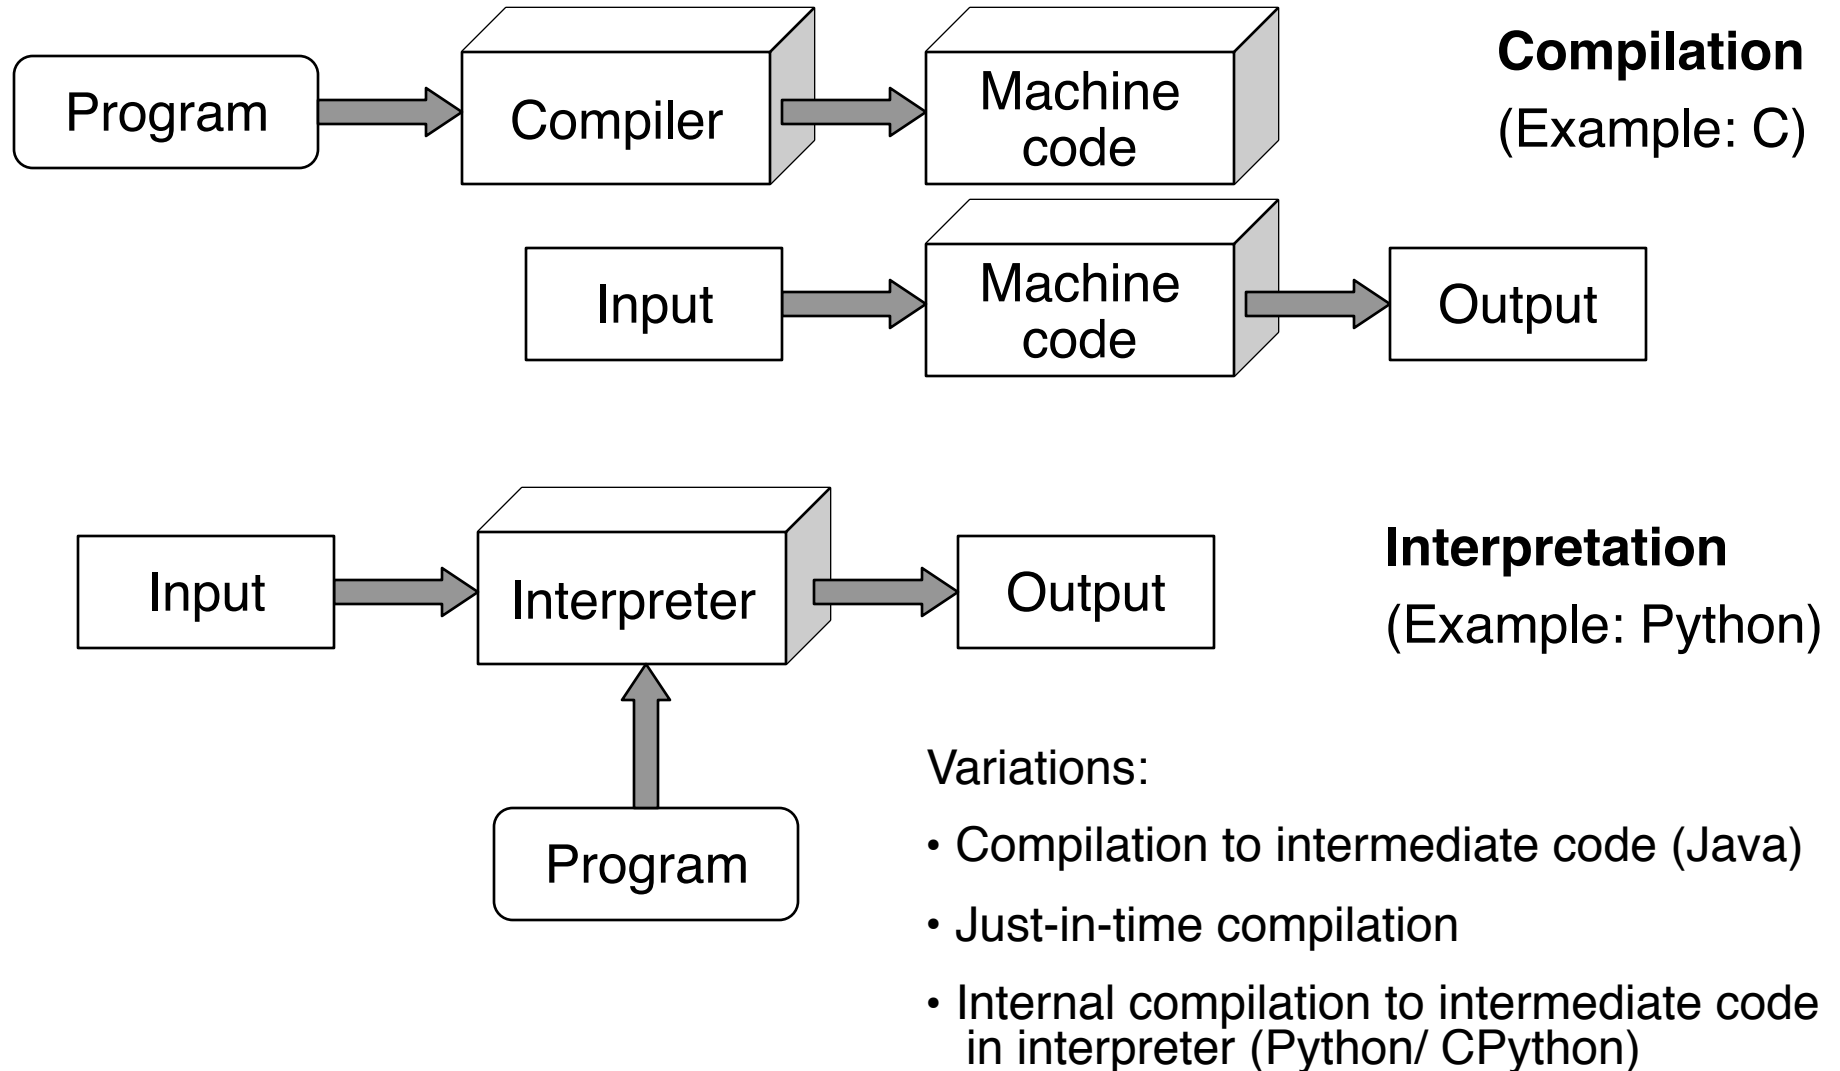 Program
Compiler
Machine
code
Compilation
(Example: C)
Input
Machine
code
Output
Input
Interpreter
Output
Program
Interpretation
(Example: Python)
Variations:
• Compilation to intermediate code (Java)
• Just-in-time compilation
• Internal compilation to intermediate code
in interpreter (Python/ CPython)